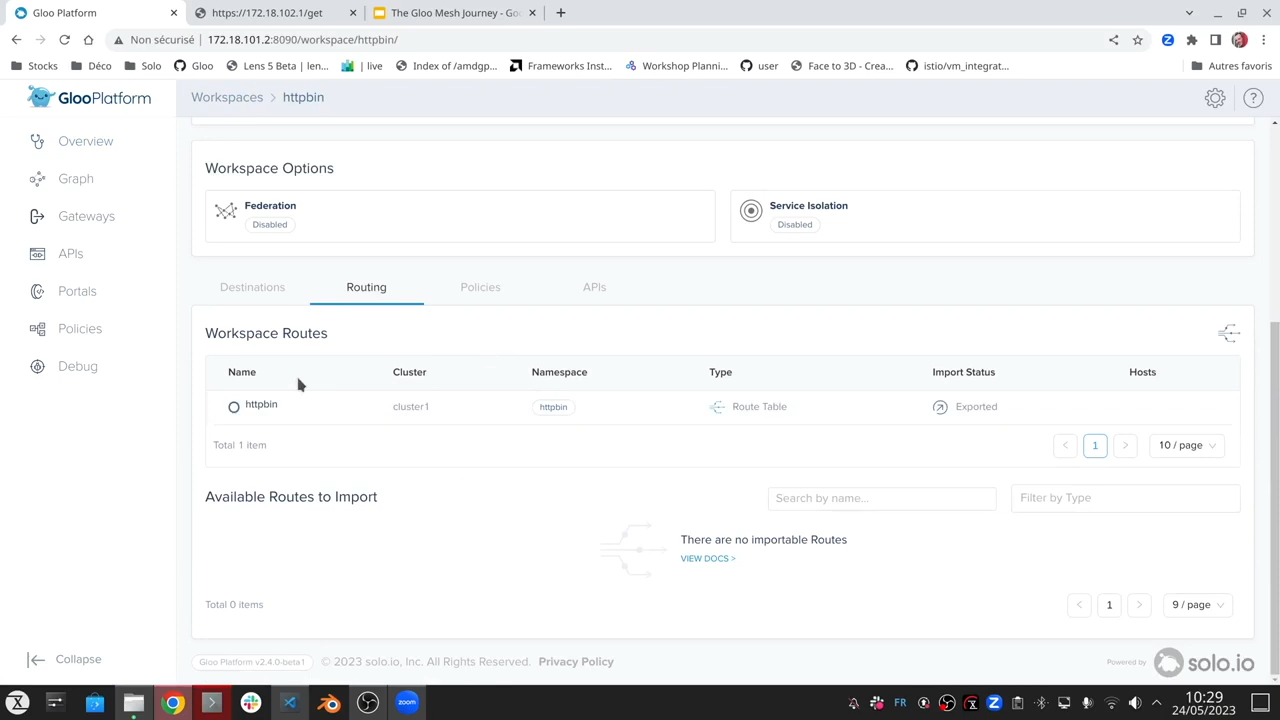 Gloo Platform
https://172.18.102.1/get
The Gloo Mesh Journey - Go
Non sécurisé
172.18.101.2:8090/workspace/httpbin/
Stocks
Déco
Solo
Gloo
Lens 5 Beta | len...
| live
Index of /amdgp...
Frameworks Inst...
Workshop Planni...
user
Face to 3D - Crea...
istio/vm_integrat...
Autres favoris
GlooPlatform
Workspaces > httpbin
Overview
Graph
Gateways
APIs
Portals
Policies
Debug
Collapse
Workspace Options
Federation
Disabled
Service Isolation
Disabled
Destinations
Routing
Policies
APIs
Workspace Routes
Name Cluster Namespace Type Import Status Hosts
httpbin cluster1 httpbin Route Table Exported
Total 1 item
1
10 / page
Available Routes to Import
Search by name...
Filter by Type
There are no importable Routes
VIEW DOCS >
Total 0 items
1
9 / page
Gloo Platform v2.4.0-beta1
© 2023 solo.io, Inc. All Rights Reserved. Privacy Policy
Powered by
solo.io
zoom
FR
10:29
24/05/2023